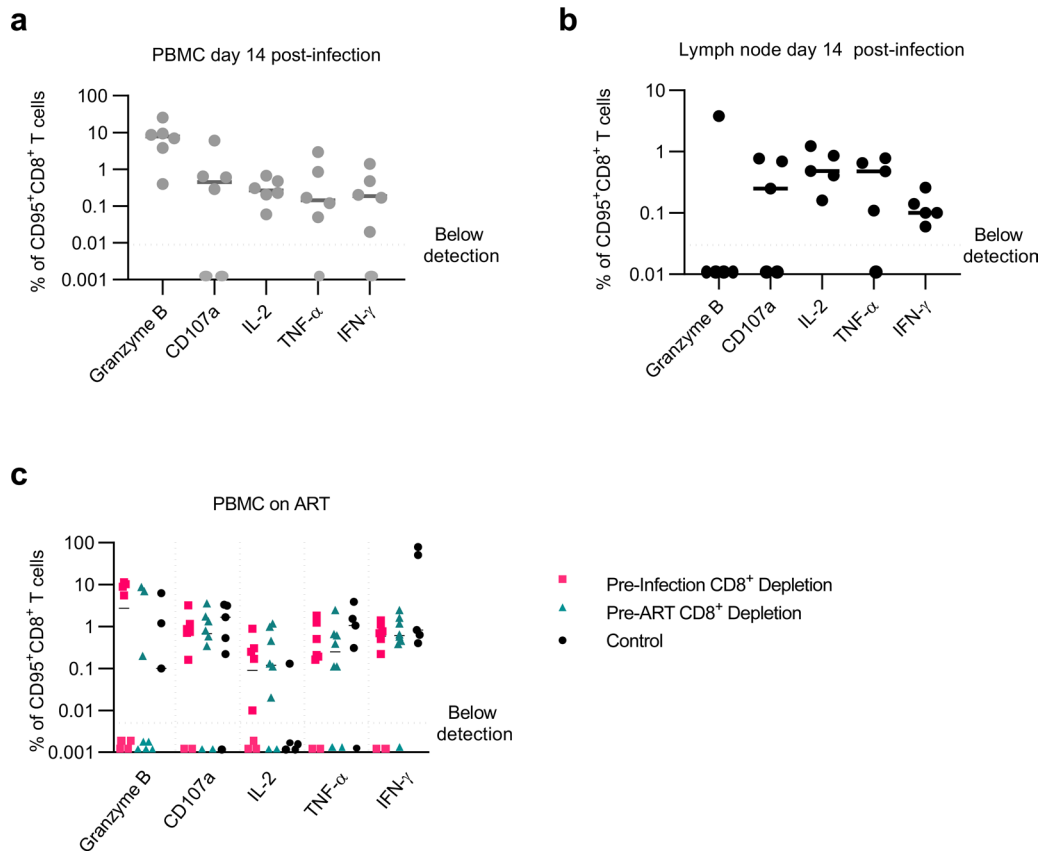 a
PBMC day 14 post-infection
% of CD95⁺CD8⁺ T cells
100
10
1
0.1
0.01
0.001
Below
detection
Granzyme B
CD107a
IL-2
TNF-α
IFN-γ
b
Lymph node day 14 post-infection
% of CD95⁺CD8⁺ T cells
10
1
0.1
0.01
Below
detection
Granzyme B
CD107a
IL-2
TNF-α
IFN-γ
c
PBMC on ART
% of CD95⁺CD8⁺ T cells
100
10
1
0.1
0.01
0.001
Below
detection
Granzyme B
CD107a
IL-2
TNF-α
IFN-γ
Pre-Infection CD8⁺ Depletion
Pre-ART CD8⁺ Depletion
Control